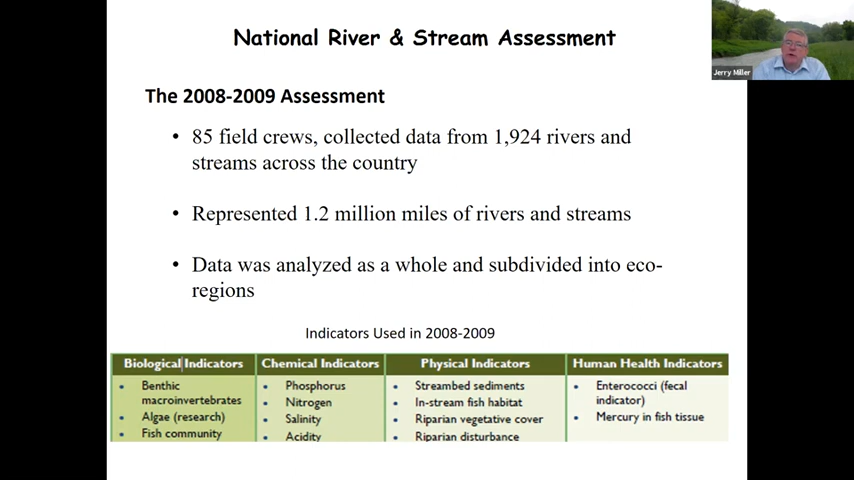 National River & Stream Assessment
Jerry Miller
The 2008-2009 Assessment
• 85 field crews, collected data from 1,924 rivers and
streams across the country
• Represented 1.2 million miles of rivers and streams
• Data was analyzed as a whole and subdivided into eco-
regions
Indicators Used in 2008-2009
Biological Indicators
• Benthic
macroinvertebrates
• Algae (research)
• Fish community
Chemical Indicators
• Phosphorus
• Nitrogen
• Salinity
• Acidity
Physical Indicators
• Streambed sediments
• In-stream fish habitat
• Riparian vegetative cover
• Riparian disturbance
Human Health Indicators
• Enterococci (fecal
indicator)
• Mercury in fish tissue